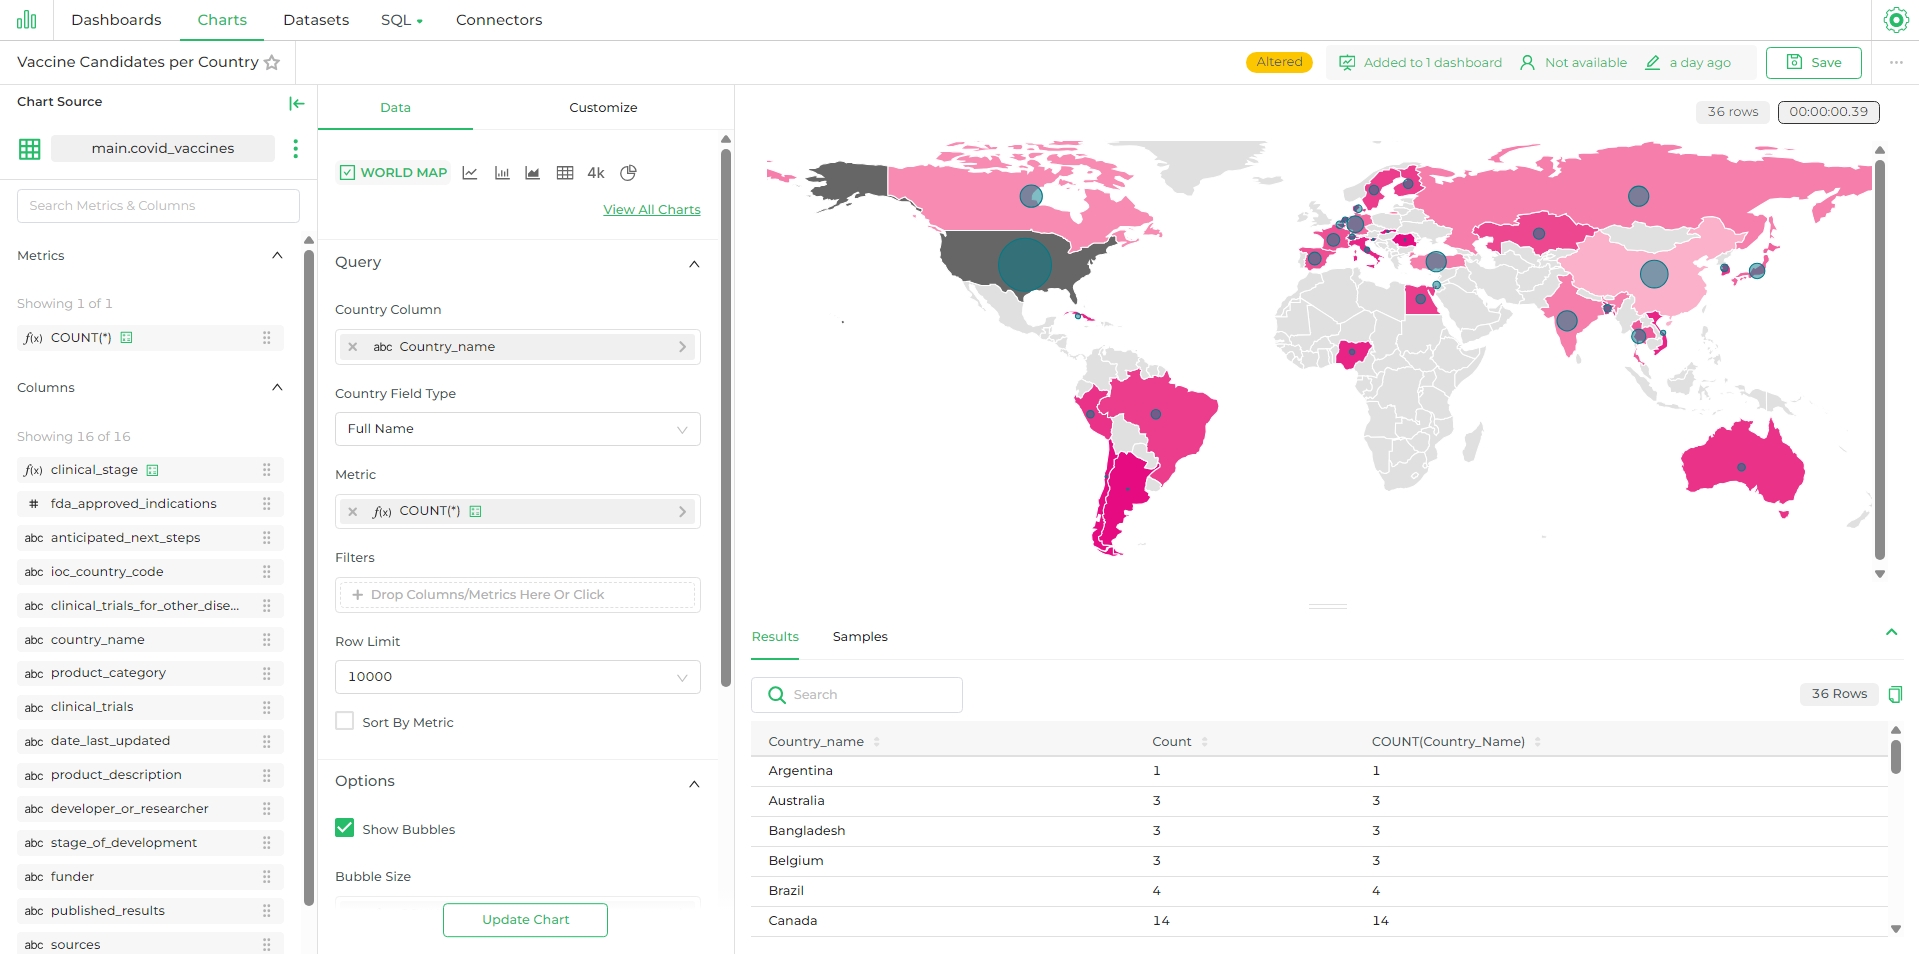 Dashboards Charts Datasets SQL Connectors
Vaccine Candidates per Country Altered Added to 1 dashboard Not available a day ago Save
Chart Source
main.covid_vaccines
Search Metrics & Columns
Metrics
Showing 1 of 1
f(x) COUNT(*)
Columns
Showing 16 of 16
f(x) clinical_stage
# fda_approved_indications
abc anticipated_next_steps
abc ioc_country_code
abc clinical_trials_for_other_dise...
abc country_name
abc product_category
abc clinical_trials
abc date_last_updated
abc product_description
abc developer_or_researcher
abc stage_of_development
abc funder
abc published_results
abc sources
Data Customize
WORLD MAP 4k
View All Charts
Query
Country Column
abc Country_name
Country Field Type
Full Name
Metric
f(x) COUNT(*)
Filters
+ Drop Columns/Metrics Here Or Click
Row Limit
10000
Sort By Metric
Options
Show Bubbles
Bubble Size
Update Chart
36 rows 00:00:00.39
Results Samples
Search 36 Rows
Country_name Count COUNT(Country_Name)
Argentina 1 1
Australia 3 3
Bangladesh 3 3
Belgium 3 3
Brazil 4 4
Canada 14 14